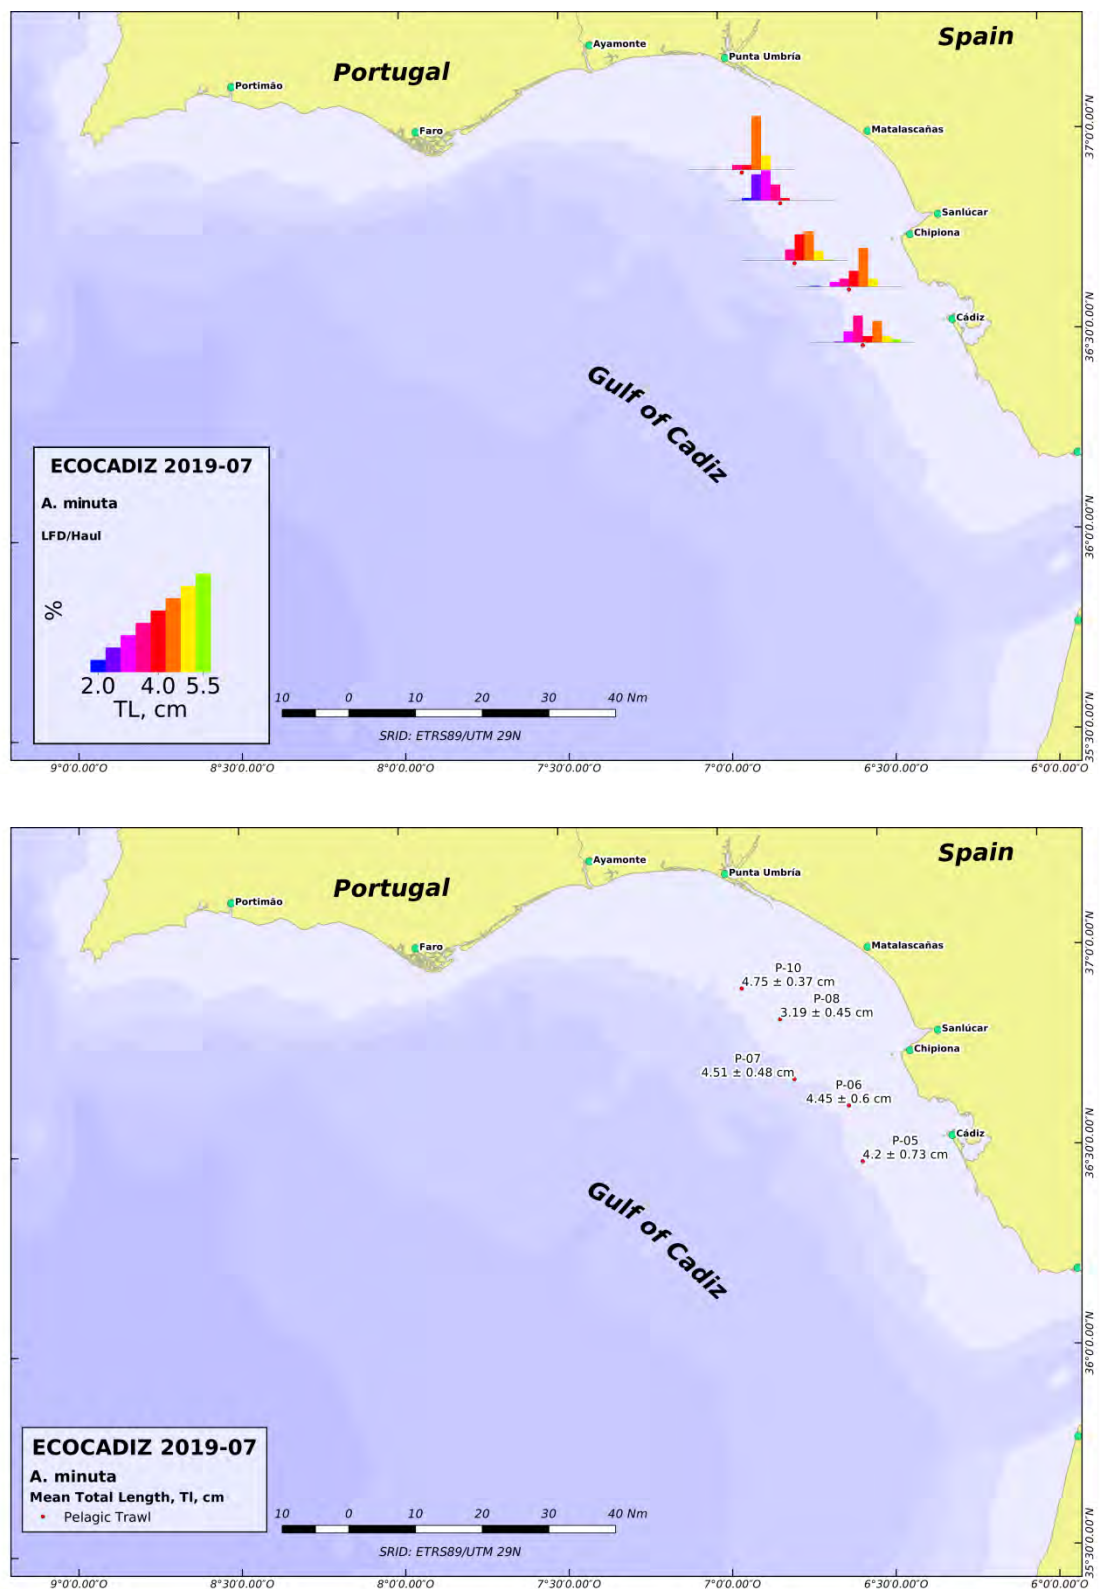 Spain
Portugal
Ayamonte
Punta Umbría
Portimão
Faro
Matalascañas
Sanlúcar
Chipiona
Cádiz
Gulf of Cadiz
37°0'0.00"N
36°30'0.00"N
36°0'0.00"N
35°30'0.00"N
ECOCADIZ 2019-07
A. minuta
LFD/Haul
%
2.0 4.0 5.5
TL, cm
10 0 10 20 30 40 Nm
SRID: ETRS89/UTM 29N
9°0'0.00"O 8°30'0.00"O 8°0'0.00"O 7°30'0.00"O 7°0'0.00"O 6°30'0.00"O 6°0'0.00"O
Spain
Portugal
Ayamonte
Punta Umbría
Portimão
Faro
Matalascañas
P-10
4.75 ± 0.37 cm
P-08
3.19 ± 0.45 cm
Sanlúcar
Chipiona
P-07
4.51 ± 0.48 cm
P-06
4.45 ± 0.6 cm
Cádiz
P-05
4.2 ± 0.73 cm
Gulf of Cadiz
37°0'0.00"N
36°30'0.00"N
36°0'0.00"N
35°30'0.00"N
ECOCADIZ 2019-07
A. minuta
Mean Total Length, Tl, cm
Pelagic Trawl
10 0 10 20 30 40 Nm
SRID: ETRS89/UTM 29N
9°0'0.00"O 8°30'0.00"O 8°0'0.00"O 7°30'0.00"O 7°0'0.00"O 6°30'0.00"O 6°0'0.00"O